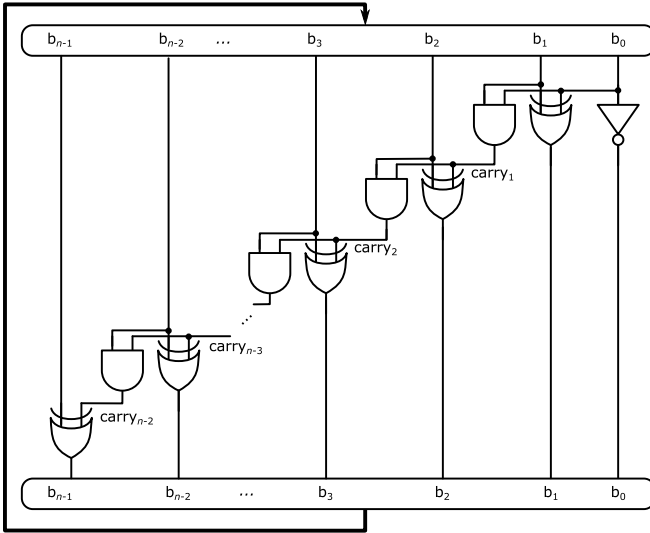 bn-1 bn-2 ... b3 b2 b1 b0
carry1
carry2
...
carryn-3
carryn-2
bn-1 bn-2 ... b3 b2 b1 b0